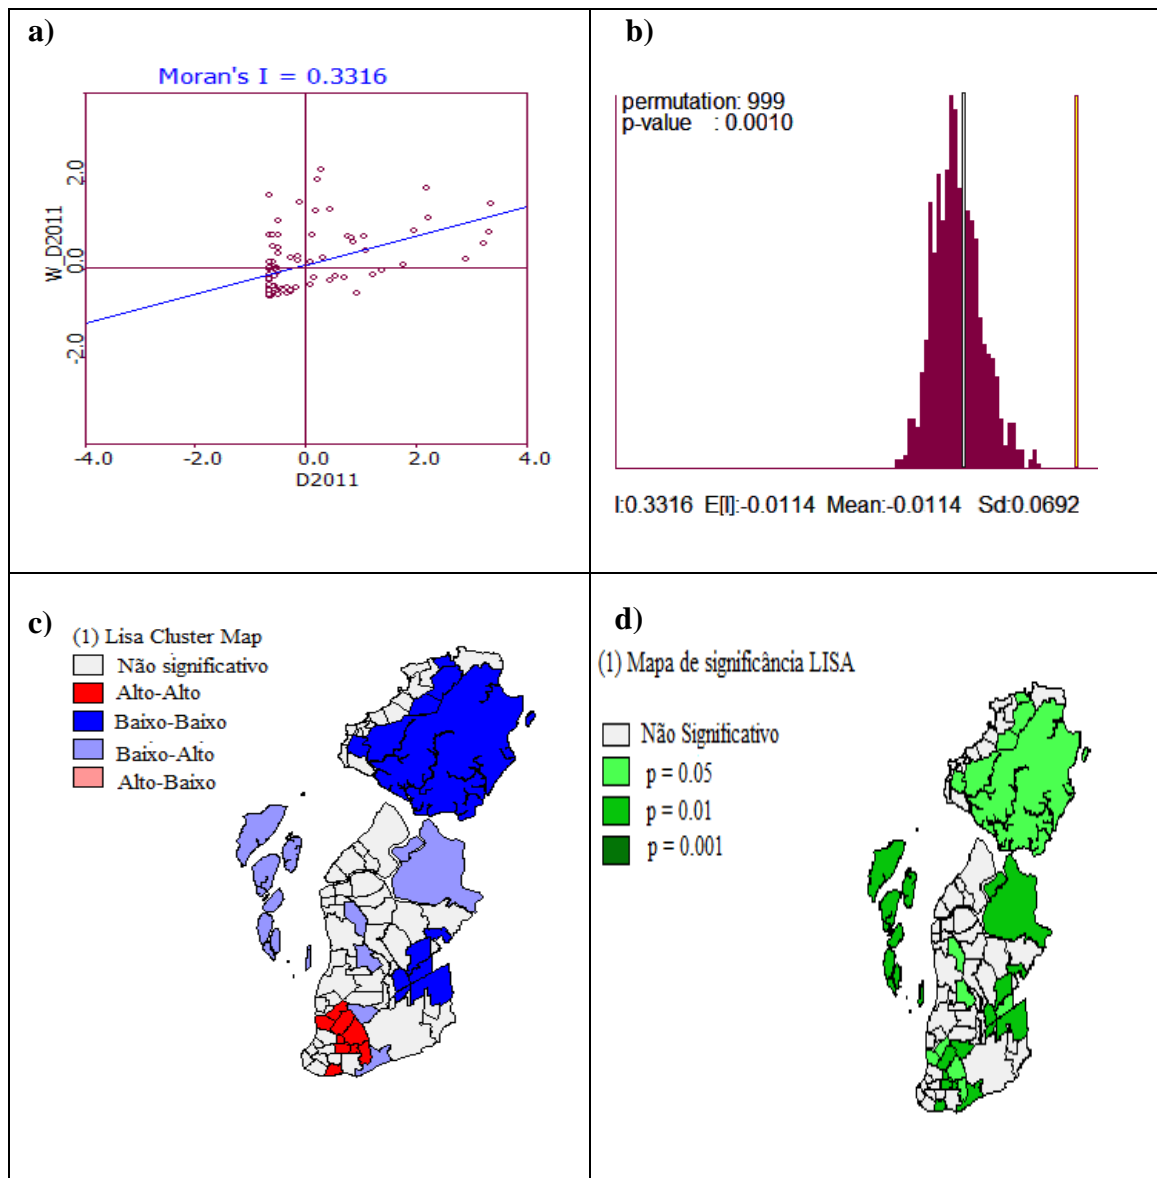 a)
Moran's I = 0.3316
2.0
0.0
-2.0
W_D2011
-4.0 -2.0 0.0 2.0 4.0
D2011
b)
permutation: 999
p-value : 0.0010
I:0.3316 E[I]:-0.0114 Mean:-0.0114 Sd:0.0692
c)
(1) Lisa Cluster Map
Não significativo
Alto-Alto
Baixo-Baixo
Baixo-Alto
Alto-Baixo
d)
(1) Mapa de significância LISA
Não Significativo
p = 0.05
p = 0.01
p = 0.001